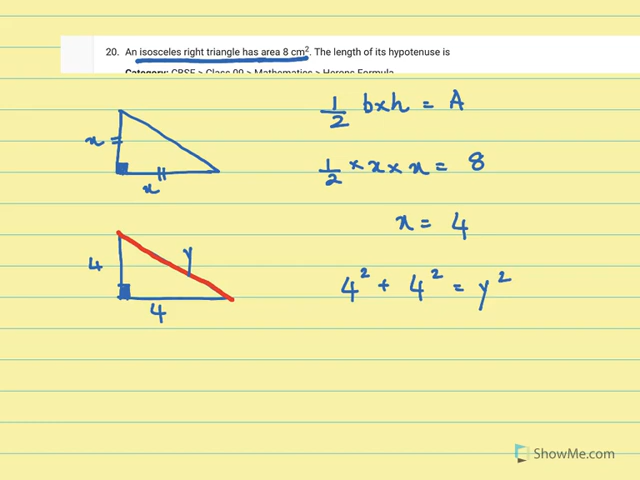 20. An isosceles right triangle has area 8 cm². The length of its hypotenuse is
Category: CBSE > Class 09 > Mathematics > Herons Formula
1/2 b×h = A
x
x
1/2 × x × x = 8
x = 4
4
y
4
4² + 4² = y²
ShowMe.com